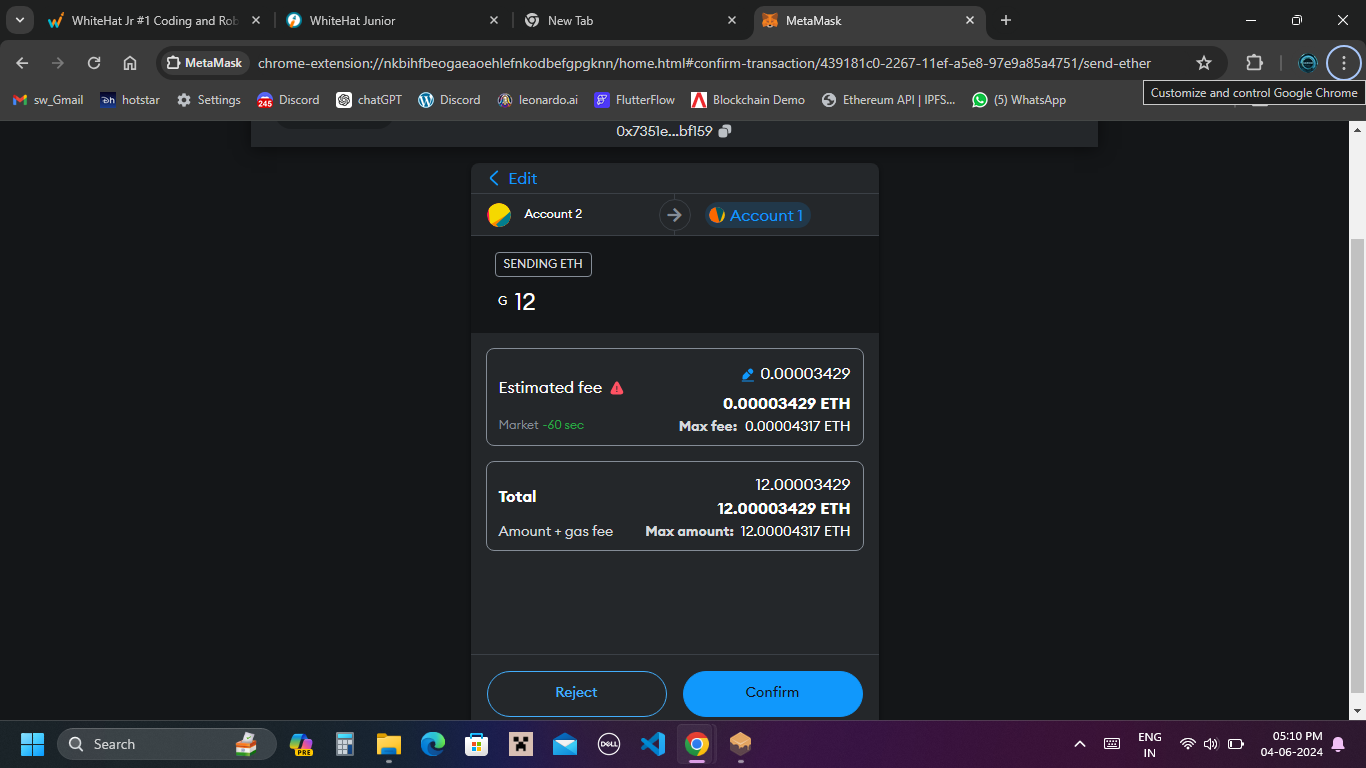 WhiteHat Jr #1 Coding and Rob
WhiteHat Junior
New Tab
MetaMask
MetaMask
chrome-extension://nkbihfbeogaeaoehlefnkodbefgpgknn/home.html#confirm-transaction/439181c0-2267-11ef-a5e8-97e9a85a4751/send-ether
sw_Gmail
hotstar
Settings
245
Discord
chatGPT
Discord
leonardo.ai
FlutterFlow
Blockchain Demo
Ethereum API | IPFS...
(5) WhatsApp
Customize and control Google Chrome
0x7351e...bf159
Edit
Account 2
Account 1
SENDING ETH
G 12
Estimated fee
0.00003429
0.00003429 ETH
Market ~60 sec
Max fee: 0.00004317 ETH
Total
12.00003429
12.00003429 ETH
Amount + gas fee
Max amount: 12.00004317 ETH
Reject
Confirm
Search
PRE
DELL
ENG
IN
05:10 PM
04-06-2024